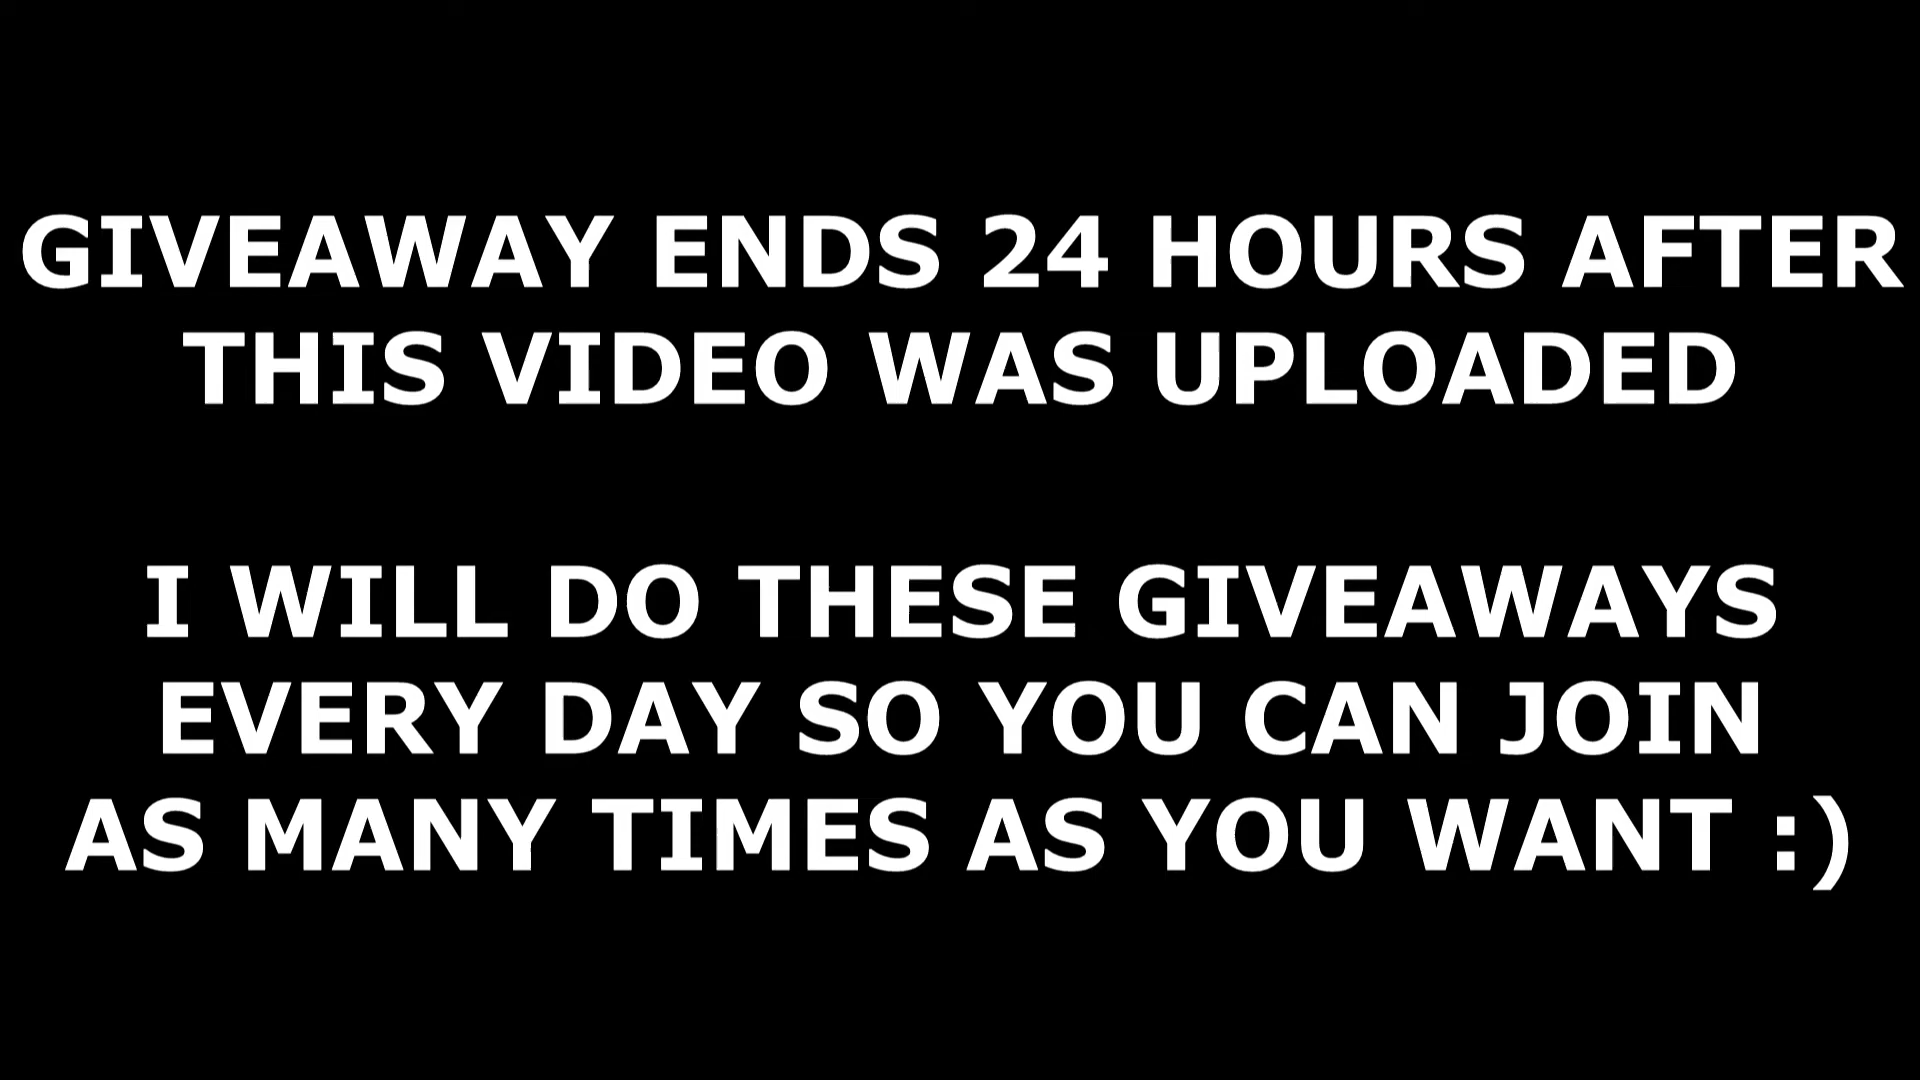 GIVEAWAY ENDS 24 HOURS AFTER
THIS VIDEO WAS UPLOADED
I WILL DO THESE GIVEAWAYS
EVERY DAY SO YOU CAN JOIN
AS MANY TIMES AS YOU WANT :)